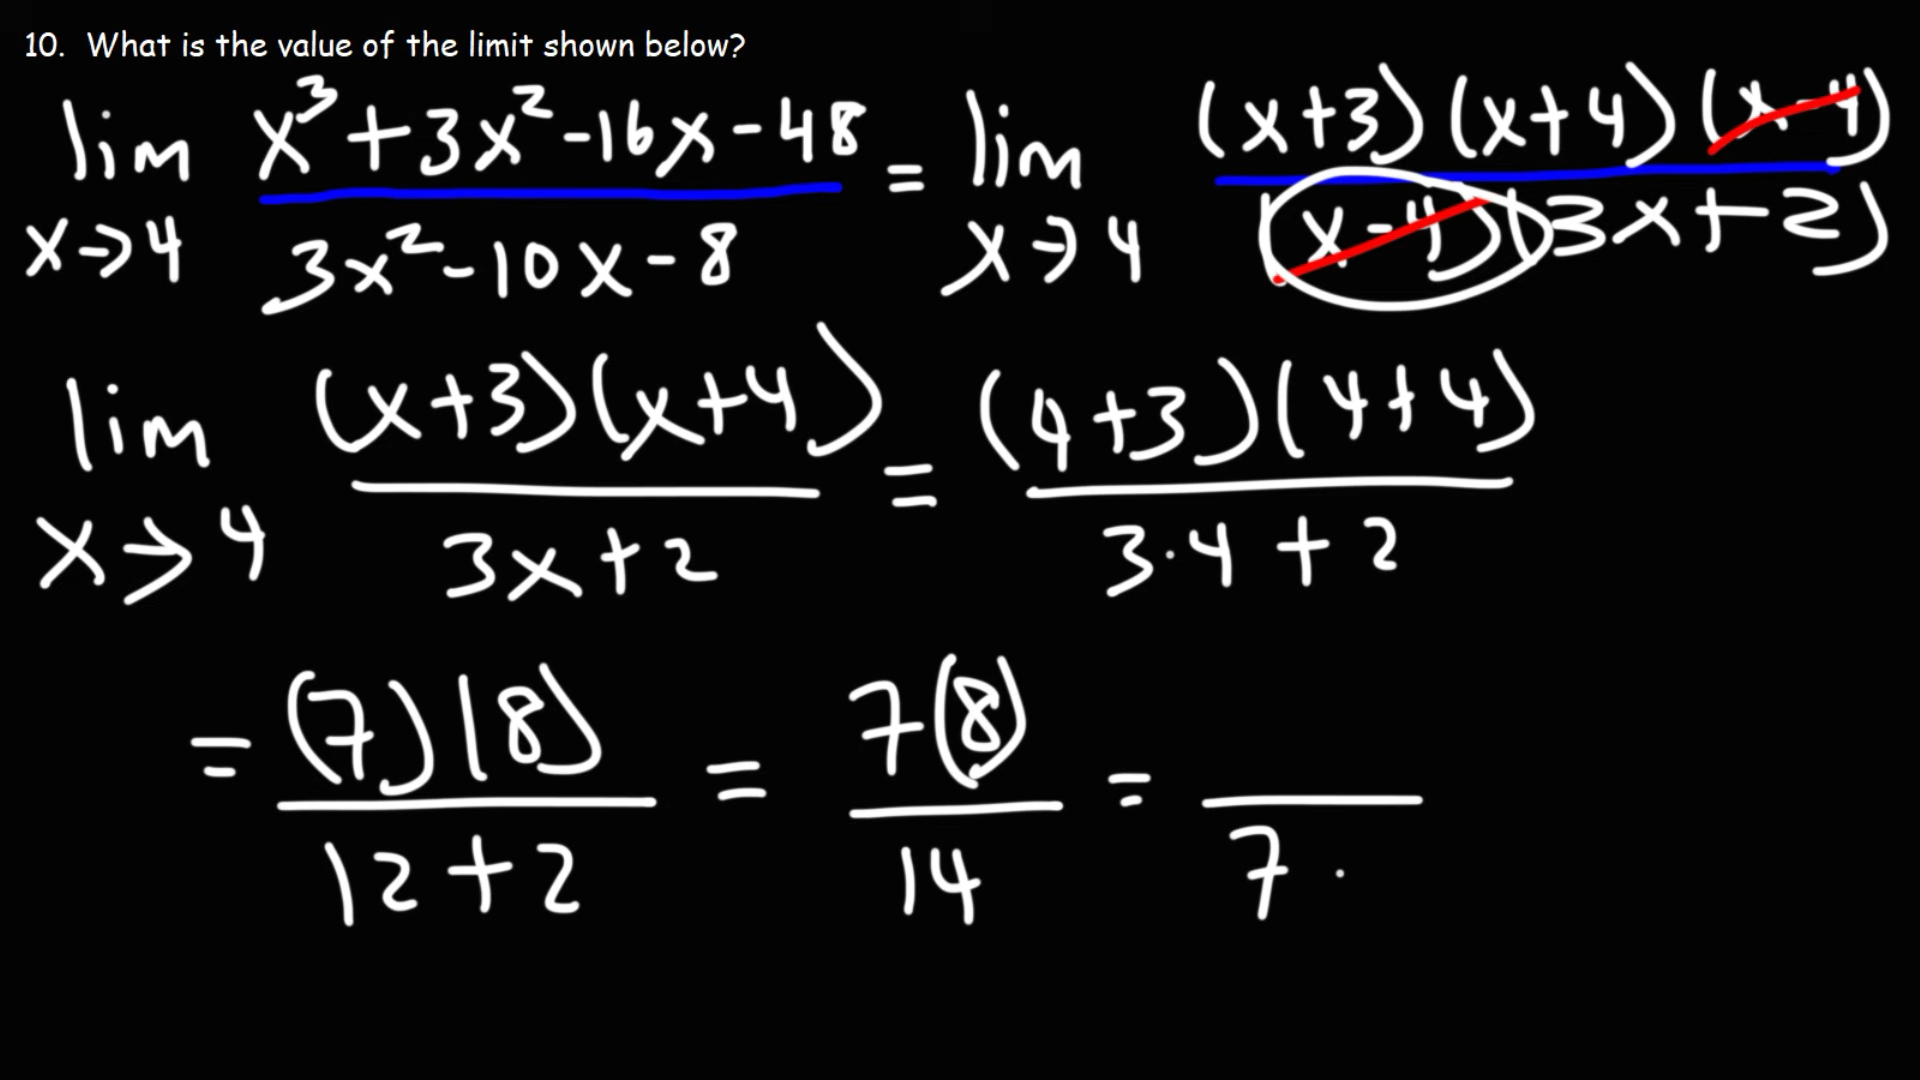 10. What is the value of the limit shown below?
lim x→4 (x³+3x²-16x-48)/(3x²-10x-8) = lim x→4 (x+3)(x+4)(x-4)/(x-4)(3x+2)
lim x→4 (x+3)(x+4)/(3x+2) = (4+3)(4+4)/(3·4+2)
= (7)(8)/(12+2) = 7(8)/14 = /7·